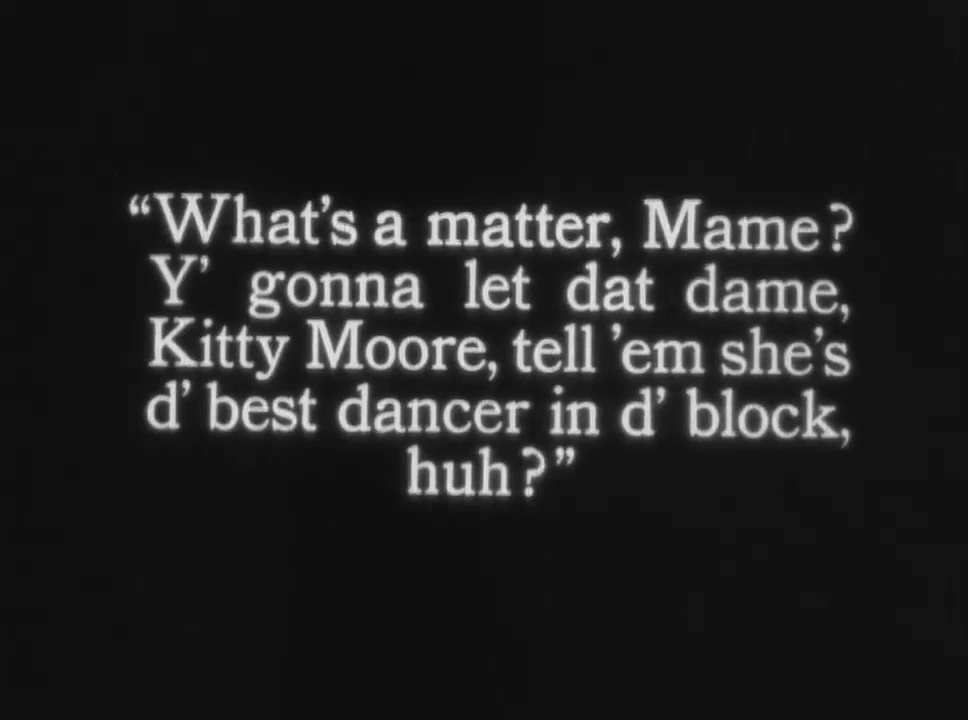 “What’s a matter, Mame?
Y’ gonna let dat dame,
Kitty Moore, tell ’em she’s
d’ best dancer in d’ block,
huh?”